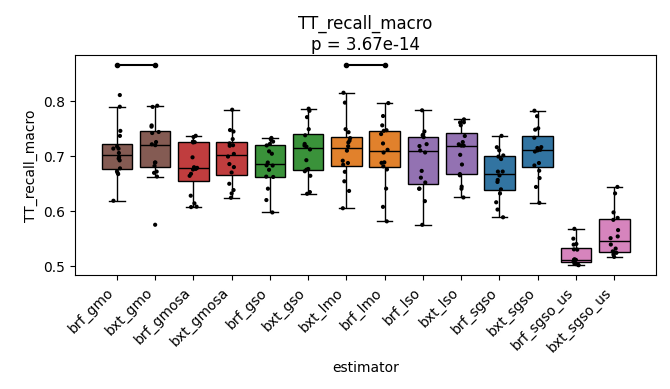 TT_recall_macro
p = 3.67e-14
TT_recall_macro
0.8
0.7
0.6
0.5
brf_gmo
bxt_gmo
brf_gmosa
bxt_gmosa
brf_gso
bxt_gso
bxt_lmo
brf_lmo
brf_lso
bxt_lso
brf_sgso
bxt_sgso
brf_sgso_us
bxt_sgso_us
estimator